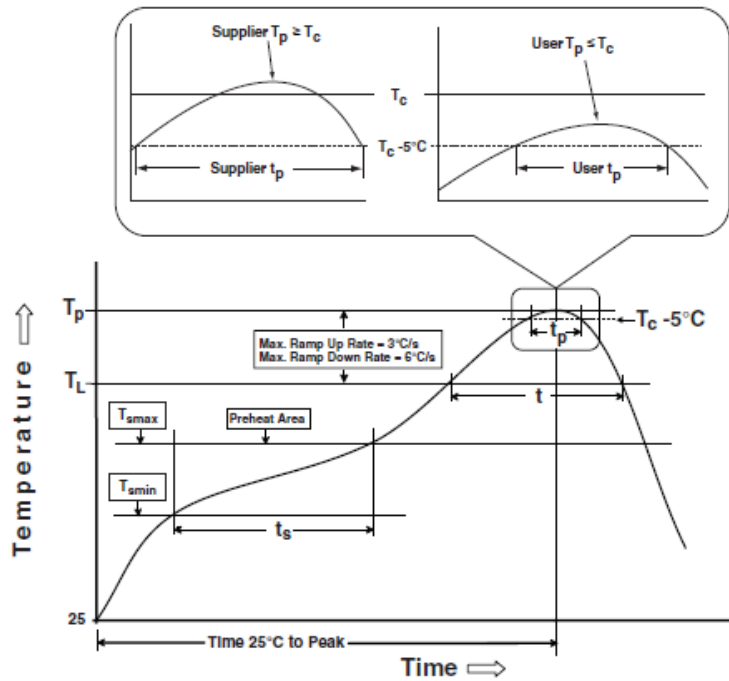 Supplier Tp ≥ Tc
User Tp ≤ Tc
Tc
Tc -5°C
Supplier tp
User tp
Tp
Tc -5°C
tp
Max. Ramp Up Rate = 3°C/s
Max. Ramp Down Rate = 6°C/s
TL
t
Tsmax
Preheat Area
Tsmin
ts
Temperature
25
Time 25°C to Peak
Time